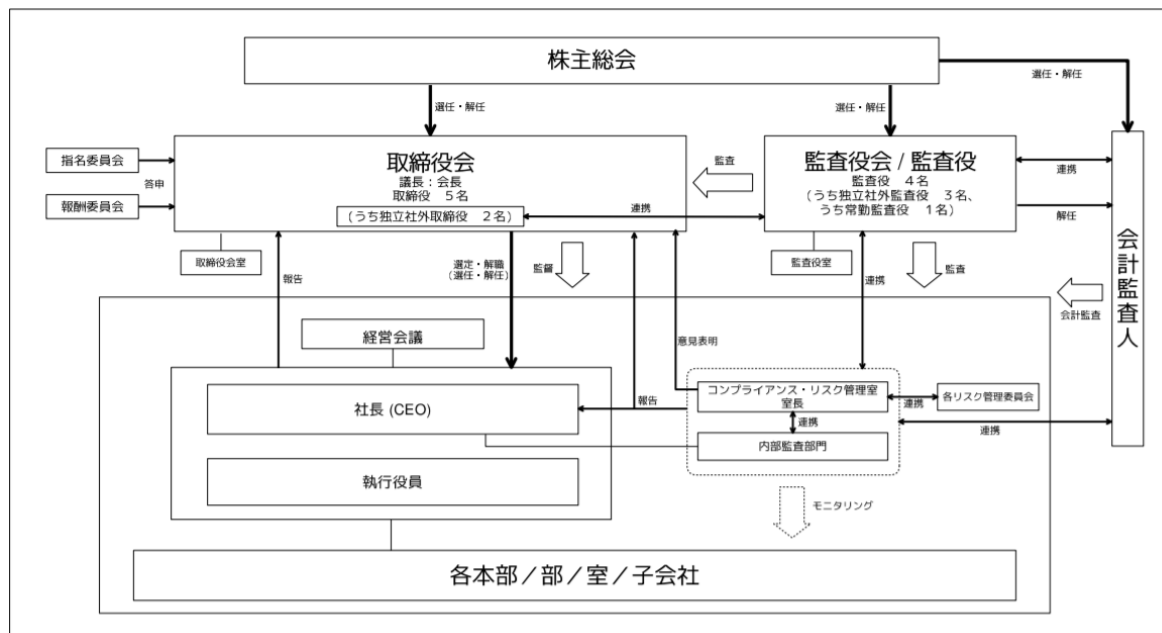 株主総会
選任・解任
選任・解任
選任・解任
指名委員会
答申
報酬委員会
取締役会
議長：会長
取締役　５名
（うち独立社外取締役　２名）
監査
連携
監査役会 / 監査役
監査役　４名
（うち独立社外監査役　３名、
うち常勤監査役　１名）
連携
解任
会計監査人
取締役会室
監査役室
報告
選定・解職
（選任・解任）
監督
連携
監査
会計監査
経営会議
意見表明
社長 (CEO)
報告
コンプライアンス・リスク管理室
室長
連携
各リスク管理委員会
連携
内部監査部門
連携
執行役員
モニタリング
各本部／部／室／子会社